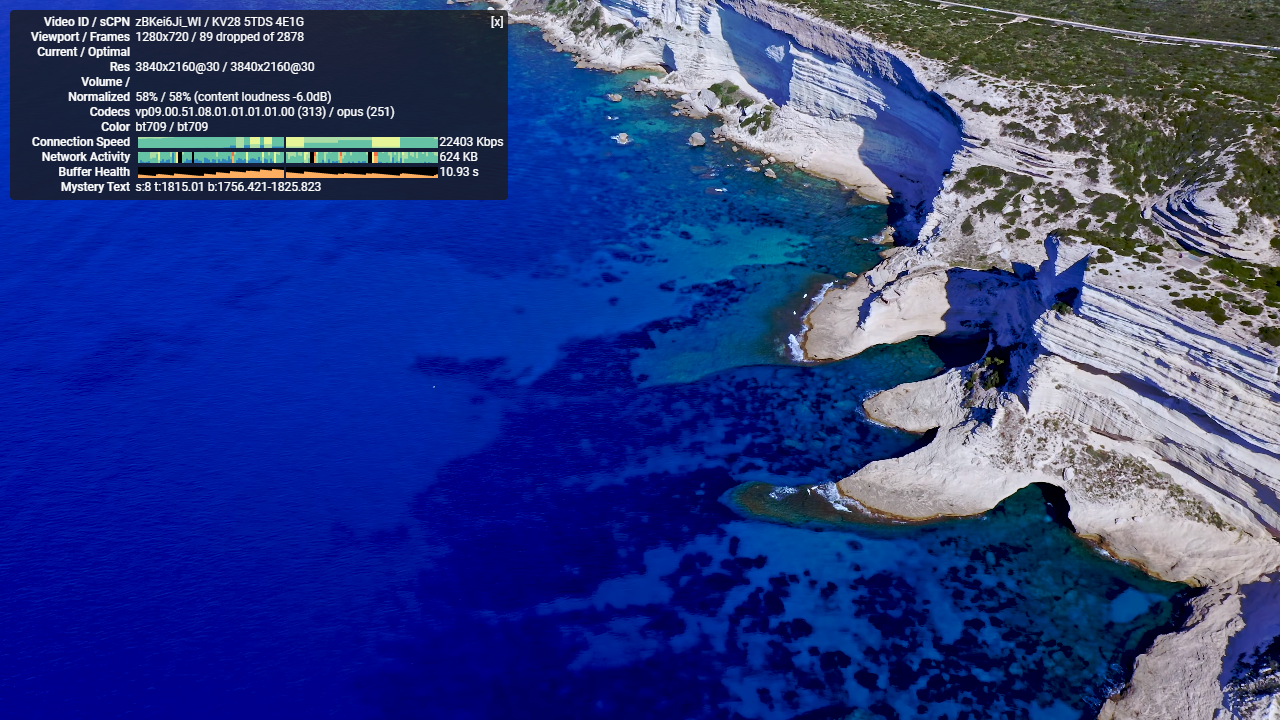 Video ID / sCPN zBKei6Ji_WI / KV28 5TDS 4E1G [x]
Viewport / Frames 1280x720 / 89 dropped of 2878
Current / Optimal
Res 3840x2160@30 / 3840x2160@30
Volume /
Normalized 58% / 58% (content loudness -6.0dB)
Codecs vp09.00.51.08.01.01.01.01.00 (313) / opus (251)
Color bt709 / bt709
Connection Speed 22403 Kbps
Network Activity 624 KB
Buffer Health 10.93 s
Mystery Text s:8 t:1815.01 b:1756.421-1825.823